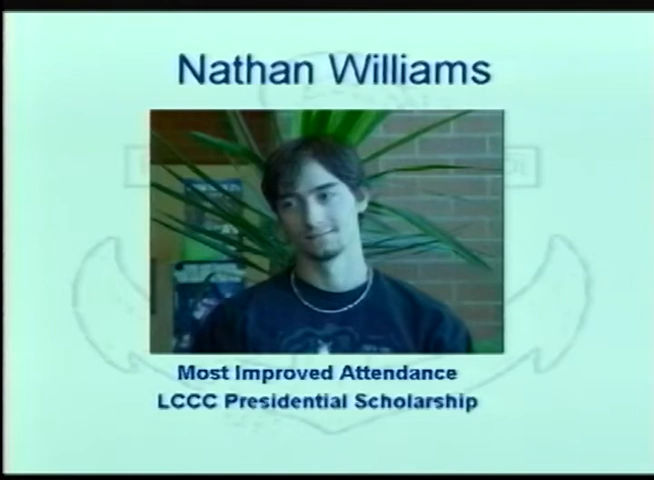 Nathan Williams
Most Improved Attendance
LCCC Presidential Scholarship